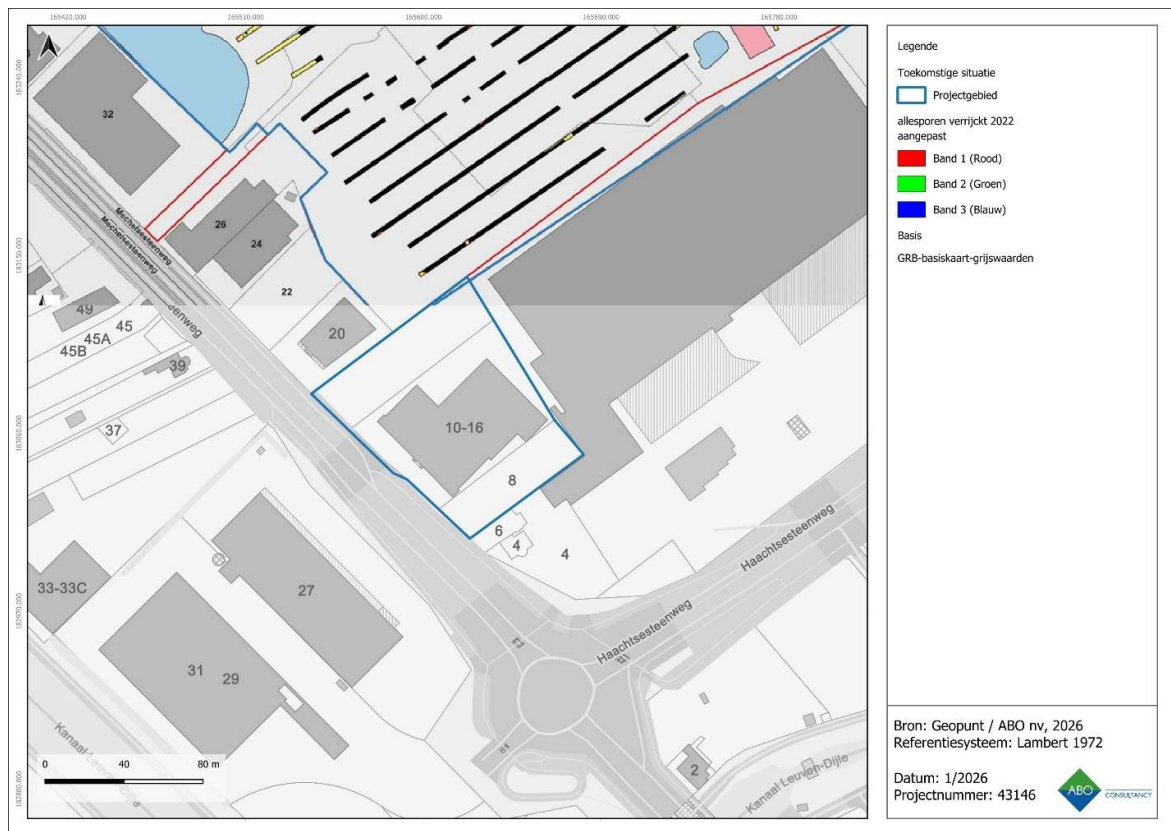 165420.000
165510.000
165600.000
165690.000
165780.000
183240.000
183150.000
183060.000
182970.000
182880.000
32
26
24
22
20
Mechelsesteenweg
Mechelsesteenweg
enweg
49
45
45A
45B
39
37
10-16
8
6
4
4
33-33C
27
31
29
2
Haachtsesteenweg
Haachtsesteenweg
Kanaal Leuven-Dijle
Kanaal Leuven-Dijle
0 40 80 m
Legende
Toekomstige situatie
Projectgebied
allesporen verrijckt 2022
aangepast
Band 1 (Rood)
Band 2 (Groen)
Band 3 (Blauw)
Basis
GRB-basiskaart-grijswaarden
Bron: Geopunt / ABO nv, 2026
Referentiesysteem: Lambert 1972
Datum: 1/2026
Projectnummer: 43146
ABO CONSULTANCY